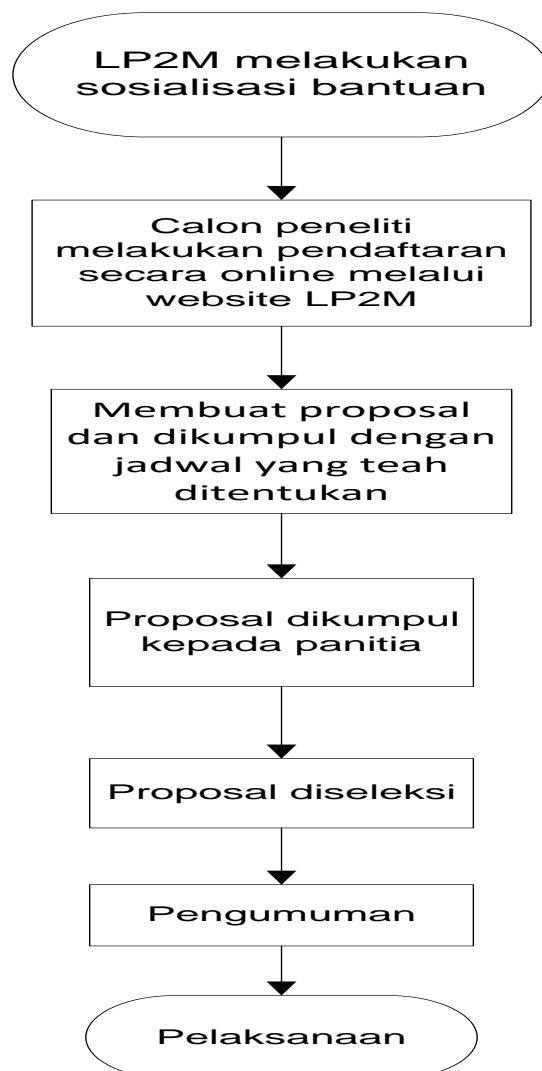 LP2M melakukan
sosialisasi bantuan
Calon peneliti
melakukan pendaftaran
secara online melalui
website LP2M
Membuat proposal
dan dikumpul dengan
jadwal yang teah
ditentukan
Proposal dikumpul
kepada panitia
Proposal diseleksi
Pengumuman
Pelaksanaan